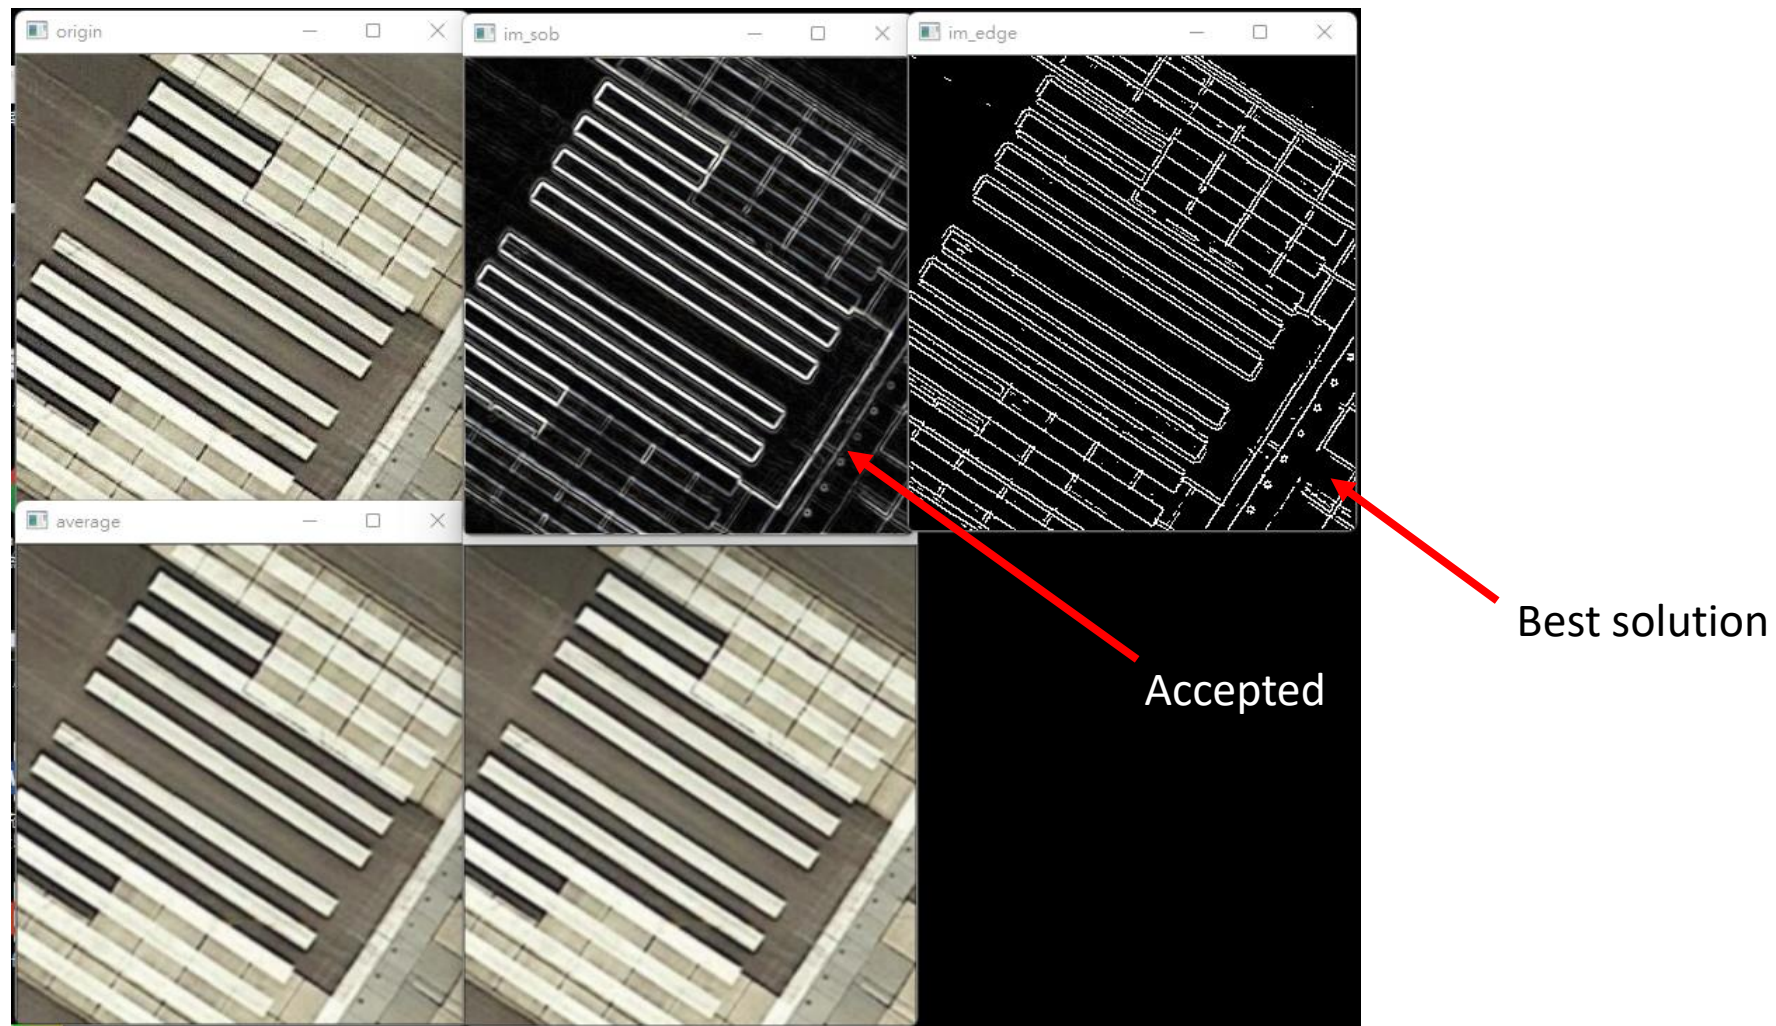 origin
im_sob
im_edge
average
Best solution
Accepted